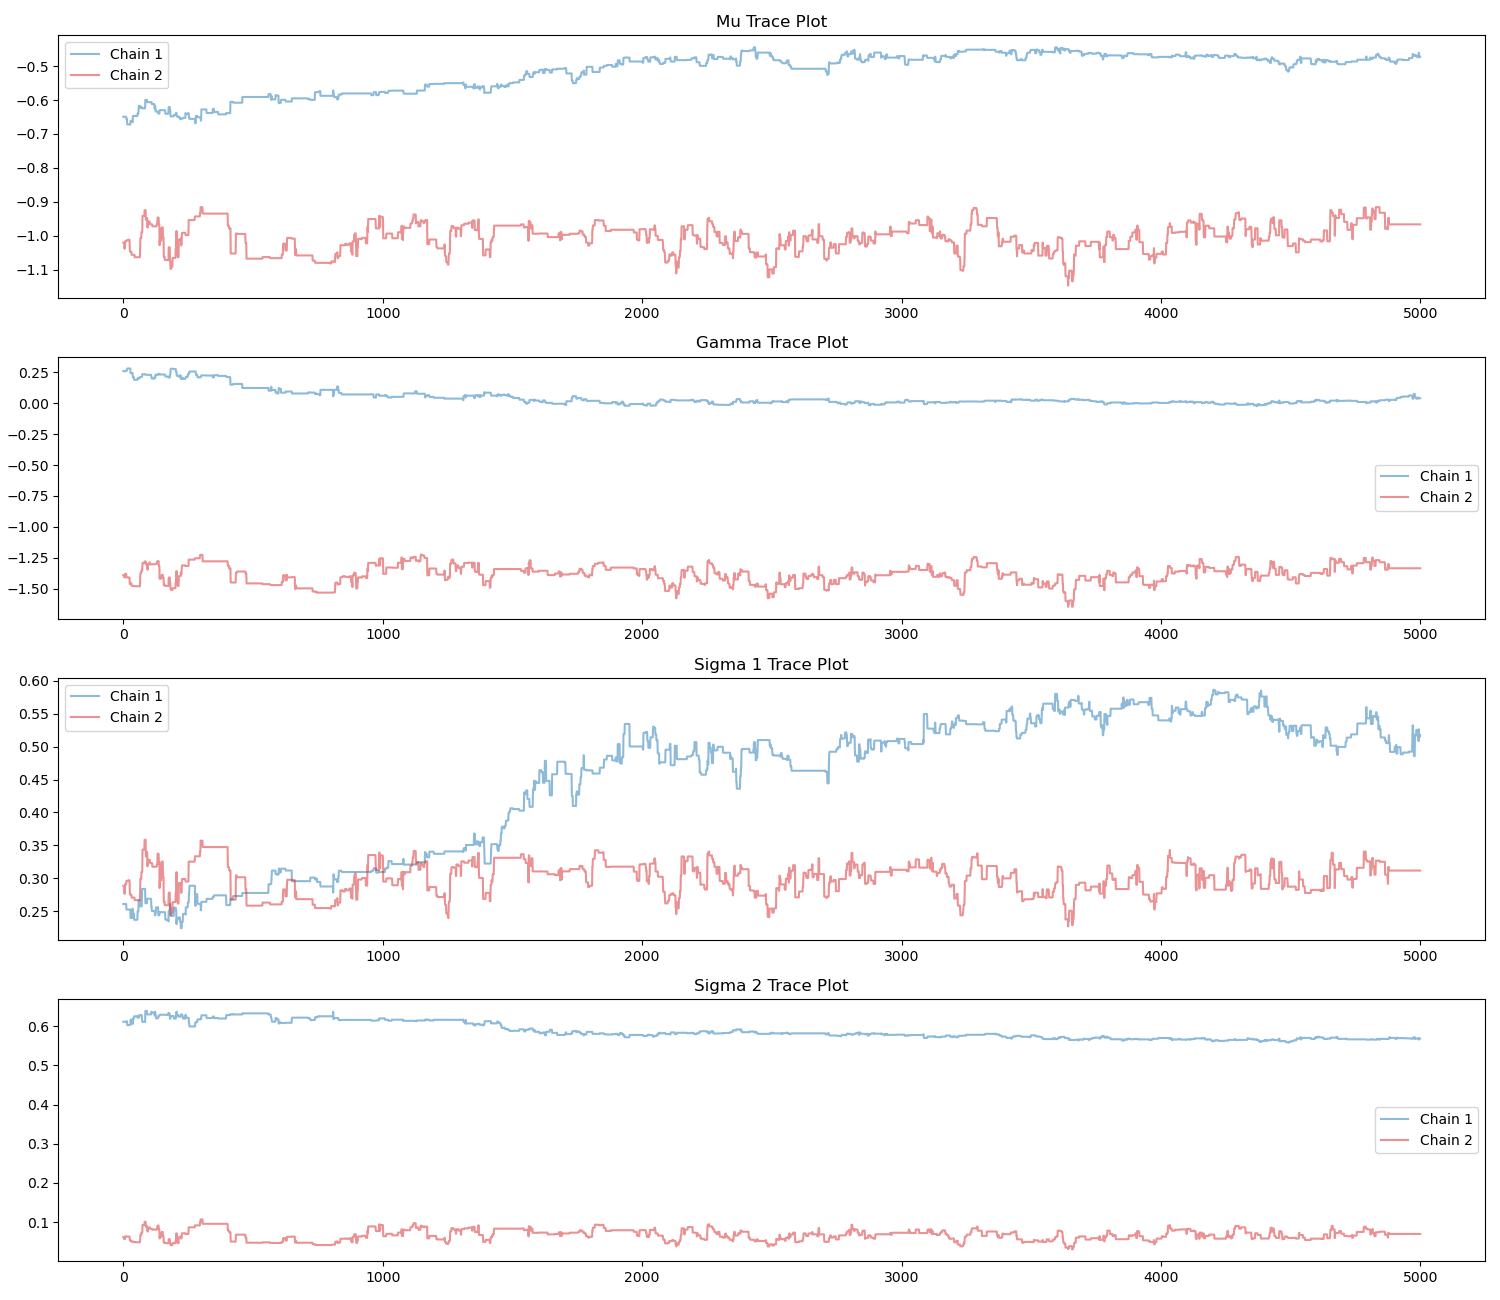 Mu Trace Plot
Chain 1
Chain 2
−0.5
−0.6
−0.7
−0.8
−0.9
−1.0
−1.1
0 1000 2000 3000 4000 5000
Gamma Trace Plot
0.25
0.00
−0.25
−0.50
−0.75
−1.00
−1.25
−1.50
Chain 1
Chain 2
0 1000 2000 3000 4000 5000
Sigma 1 Trace Plot
Chain 1
Chain 2
0.60
0.55
0.50
0.45
0.40
0.35
0.30
0.25
0 1000 2000 3000 4000 5000
Sigma 2 Trace Plot
0.6
0.5
0.4
0.3
0.2
0.1
Chain 1
Chain 2
0 1000 2000 3000 4000 5000